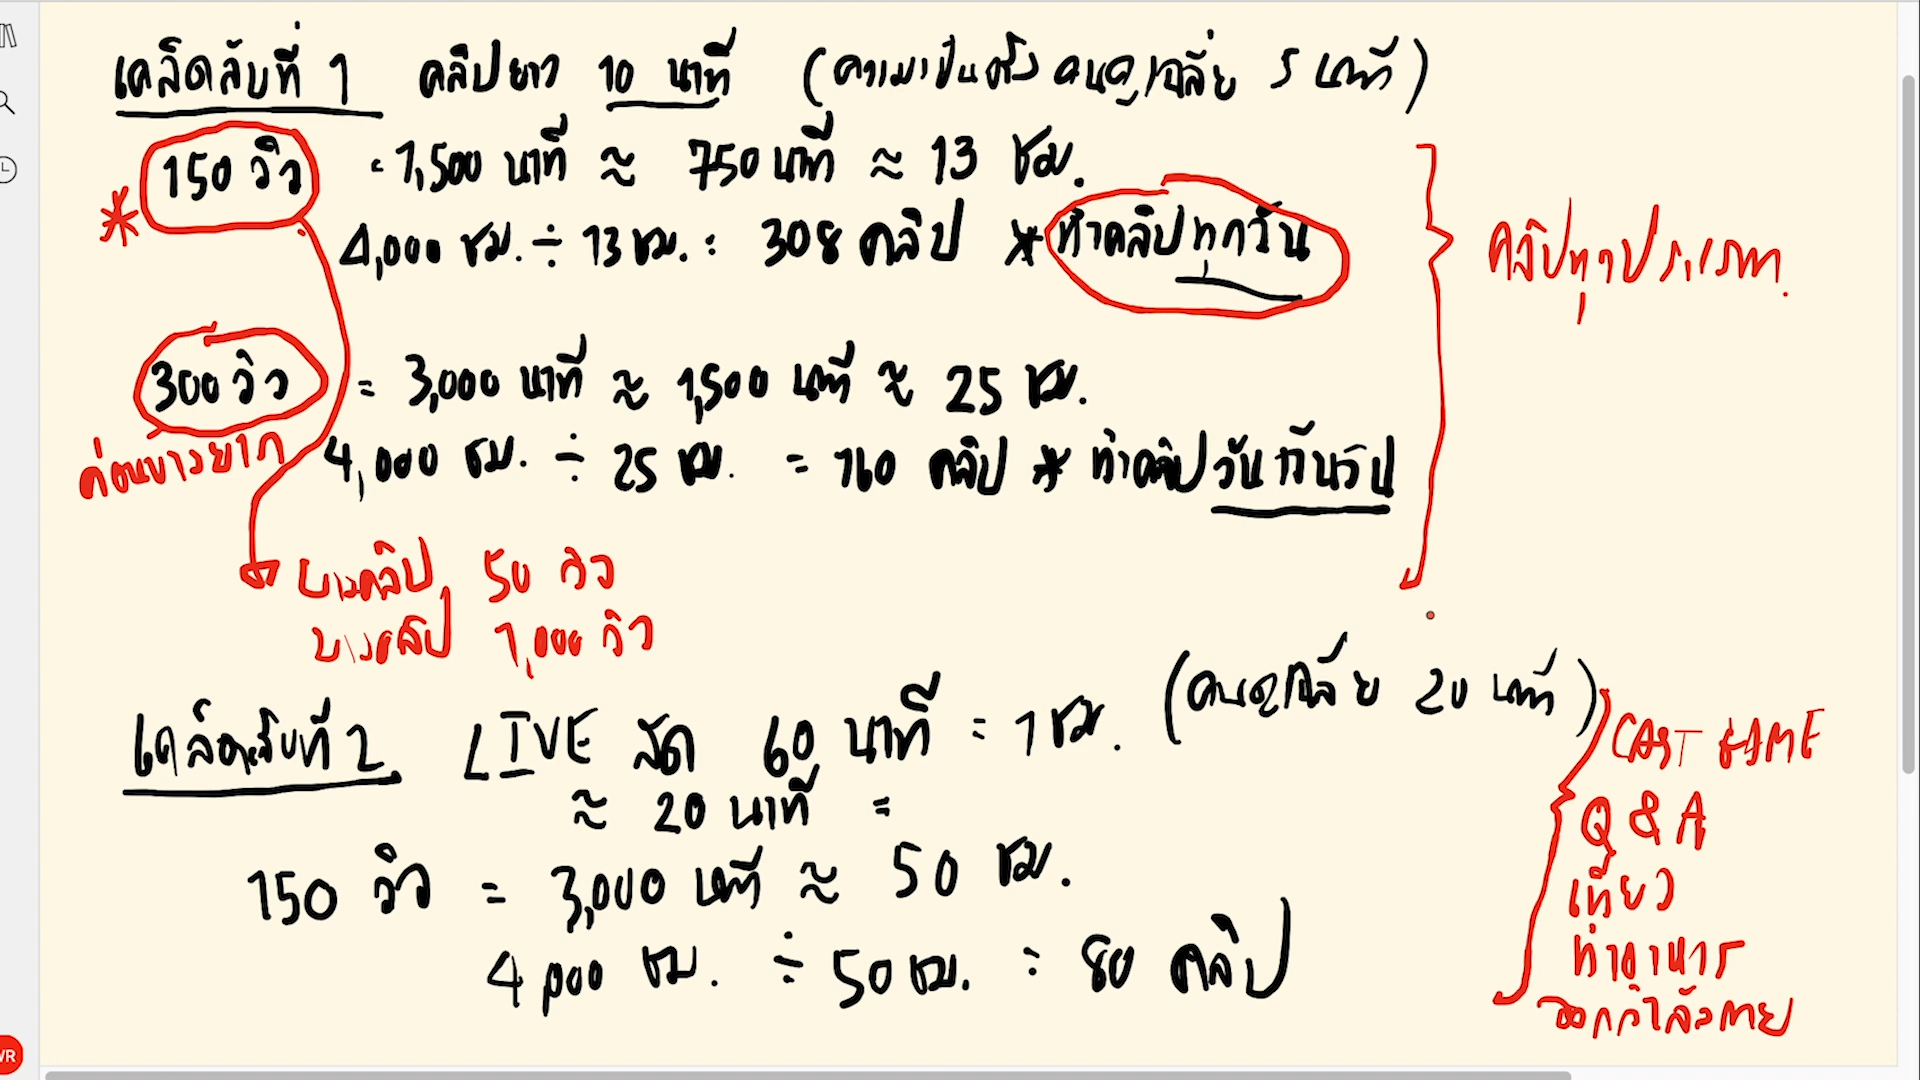 เคล็ดลับที่ 1 คลิปยาว 10 นาที (ความเป็นจริง คนดูเฉลี่ย 5 นาที)
150 วิว = 1,500 นาที ≈ 750 นาที ≈ 13 ชม.
4,000 ชม. ÷ 13 ชม. = 308 คลิป * ทำคลิปทุกวัน
คลิปทุกประเภท
300 วิว = 3,000 นาที ≈ 1,500 นาที ≈ 25 ชม.
ค่อนข้างยาก
4,000 ชม. ÷ 25 ชม. = 160 คลิป * ทำคลิป วันเว้นวัน
บางคลิป 50 วิว
บางคลิป 1,000 วิว
เคล็ดลับที่ 2 LIVE สด 60 นาที = 1 ชม. (คนดูเฉลี่ย 20 นาที)
≈ 20 นาที =
150 วิว = 3,000 นาที ≈ 50 ชม.
4,000 ชม. ÷ 50 ชม. = 80 คลิป
CAST GAME
Q & A
เที่ยว
ทำอาหาร
ออกกำลังกาย